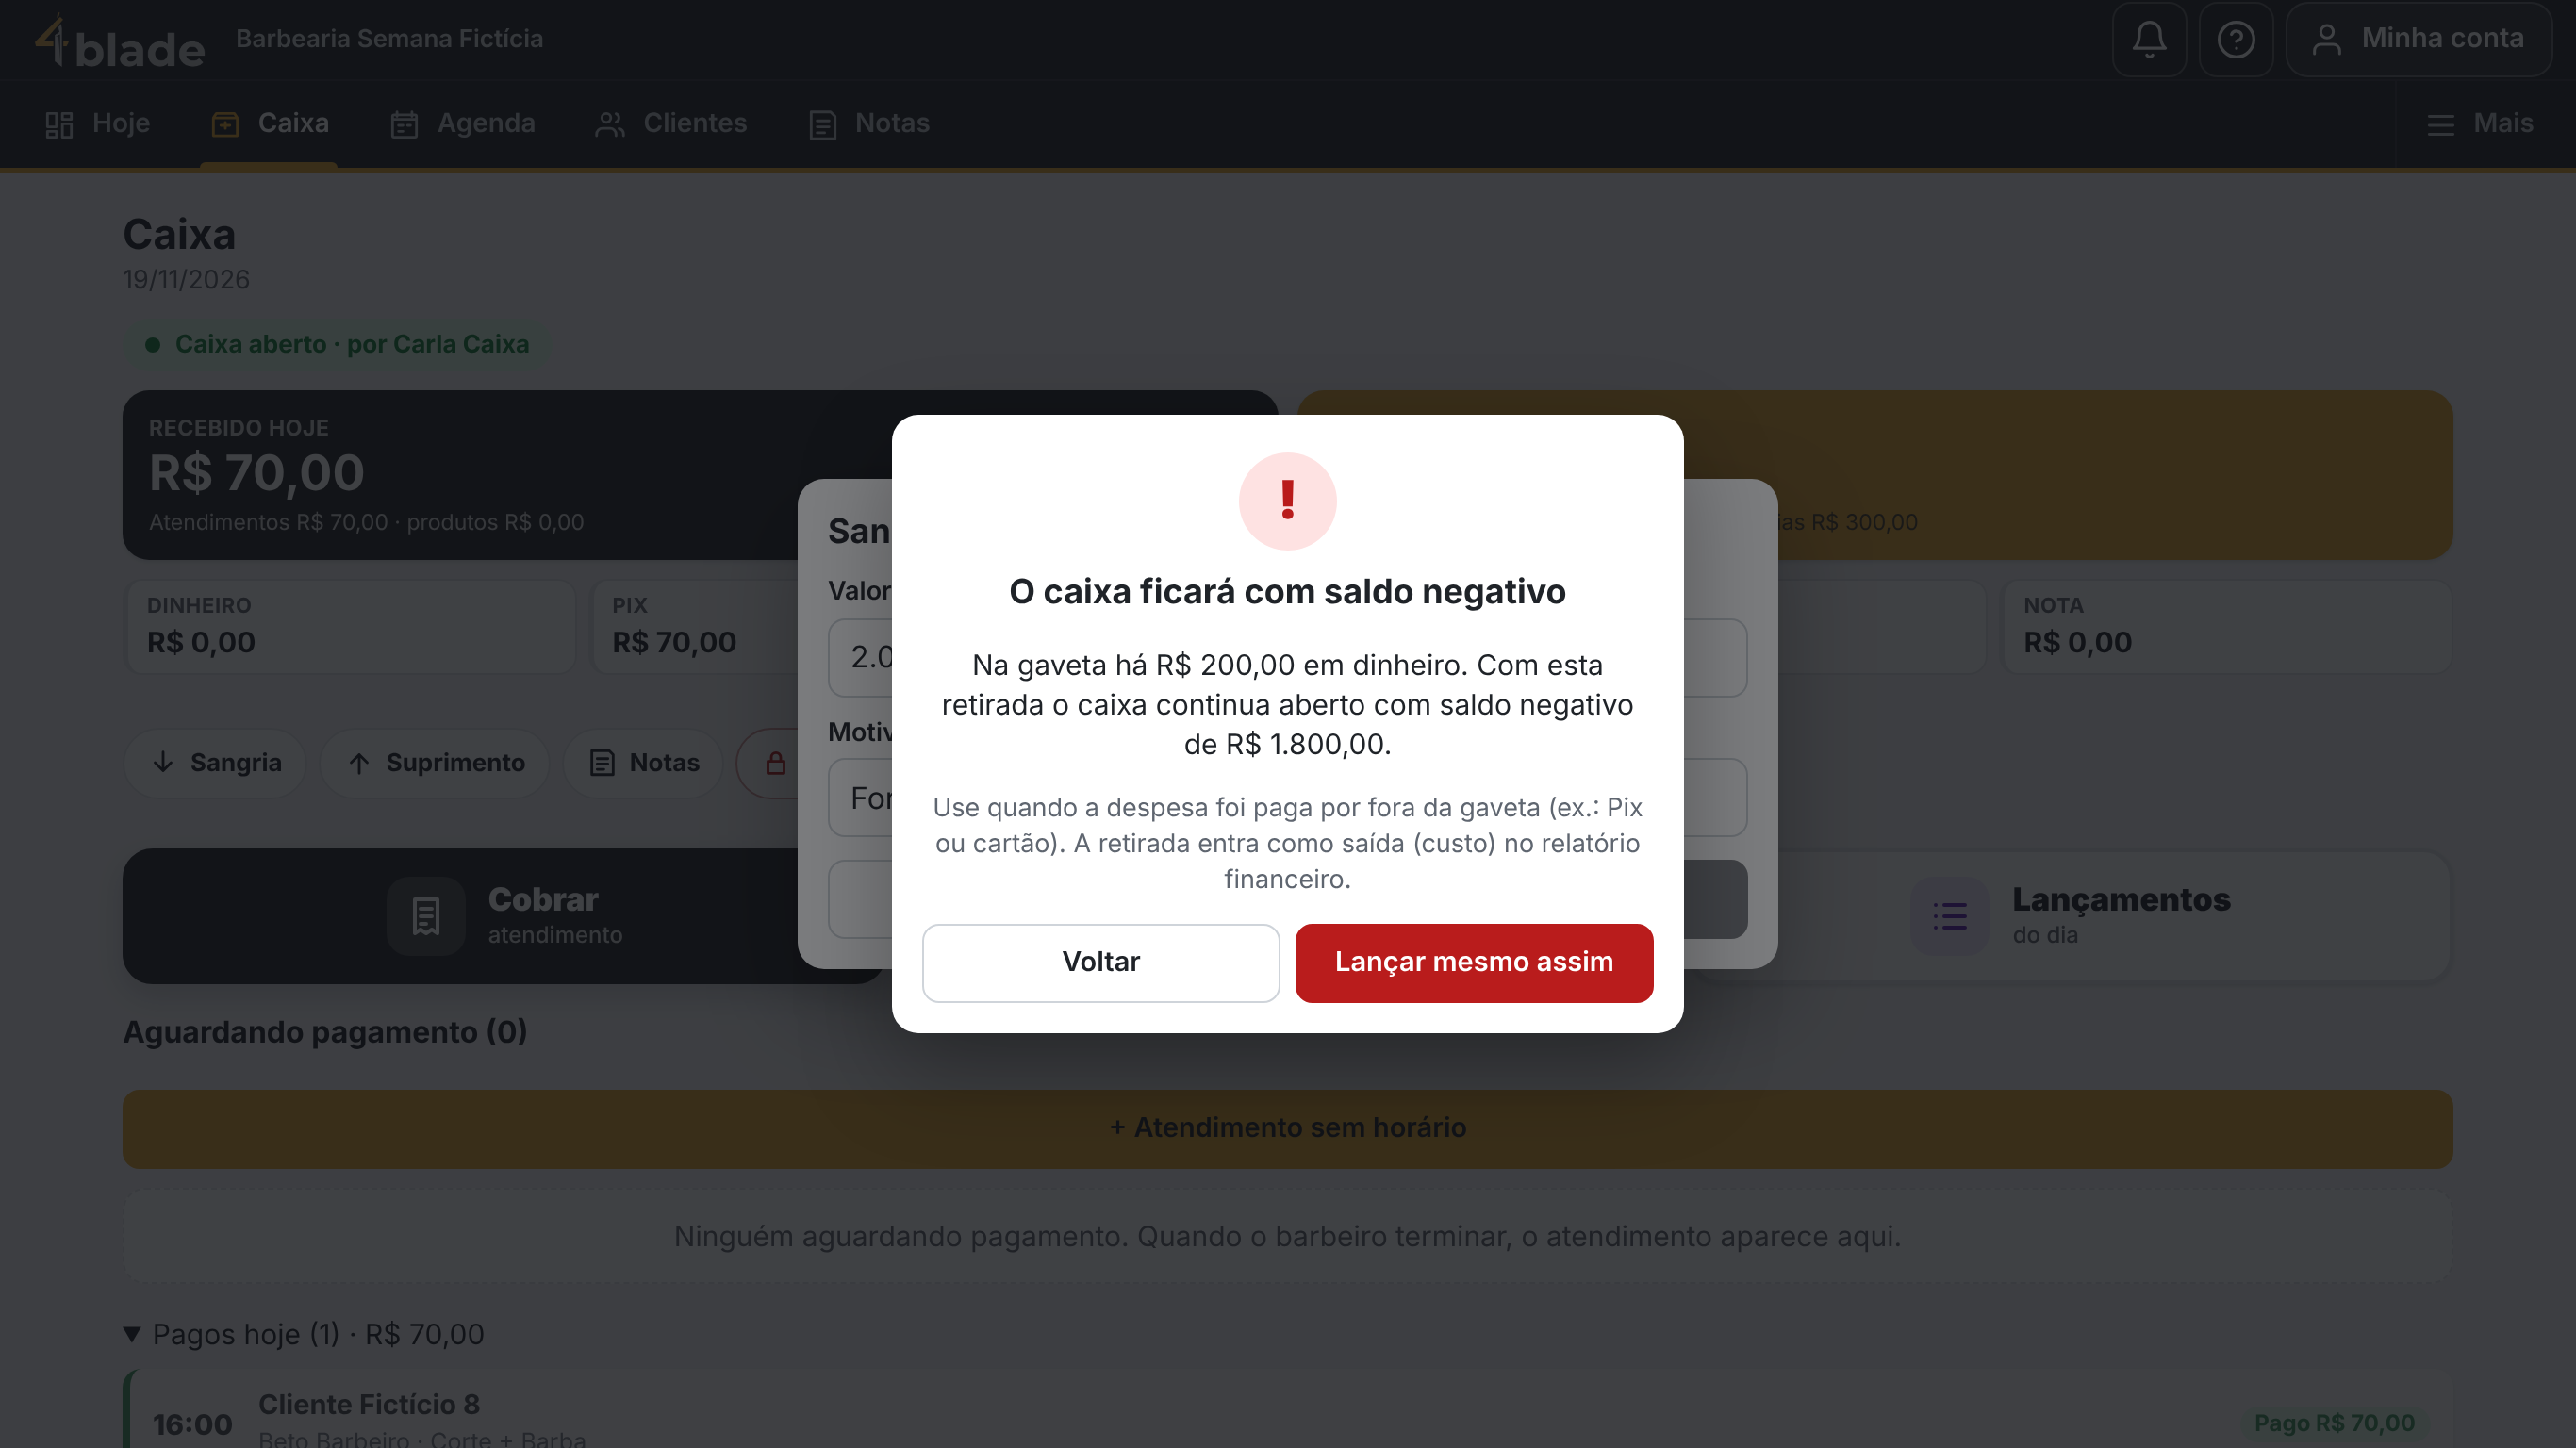 4blade
Barbearia Semana Fictícia
Minha conta
Hoje
Caixa
Agenda
Clientes
Notas
Mais
Caixa
19/11/2026
Caixa aberto · por Carla Caixa
RECEBIDO HOJE
R$ 70,00
Atendimentos R$ 70,00 · produtos R$ 0,00
R$ 300,00
DINHEIRO
R$ 0,00
PIX
R$ 70,00
NOTA
R$ 0,00
Valor
O caixa ficará com saldo negativo
Na gaveta há R$ 200,00 em dinheiro. Com esta
retirada o caixa continua aberto com saldo negativo
de R$ 1.800,00.
Use quando a despesa foi paga por fora da gaveta (ex.: Pix
ou cartão). A retirada entra como saída (custo) no relatório
financeiro.
Voltar
Lançar mesmo assim
Sangria
Suprimento
Notas
Cobrar
atendimento
Lançamentos
do dia
Aguardando pagamento (0)
+ Atendimento sem horário
Ninguém aguardando pagamento. Quando o barbeiro terminar, o atendimento aparece aqui.
▼ Pagos hoje (1) · R$ 70,00
16:00
Cliente Fictício 8
Beto Barbeiro · Corte + Barba
Pago R$ 70,00